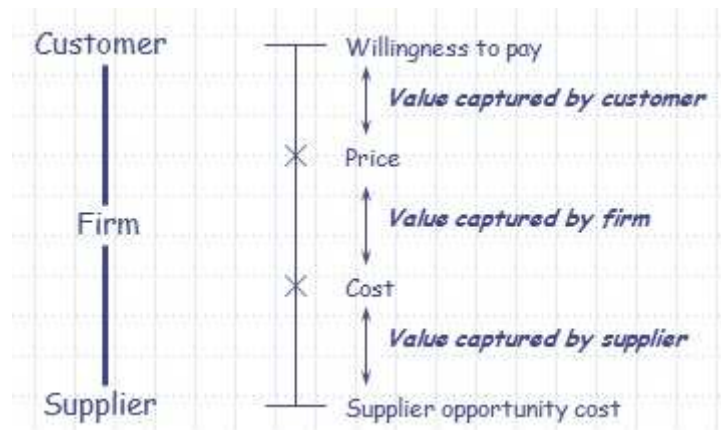 Customer
Willingness to pay
Value captured by customer
Price
Firm
Value captured by firm
Cost
Value captured by supplier
Supplier
Supplier opportunity cost